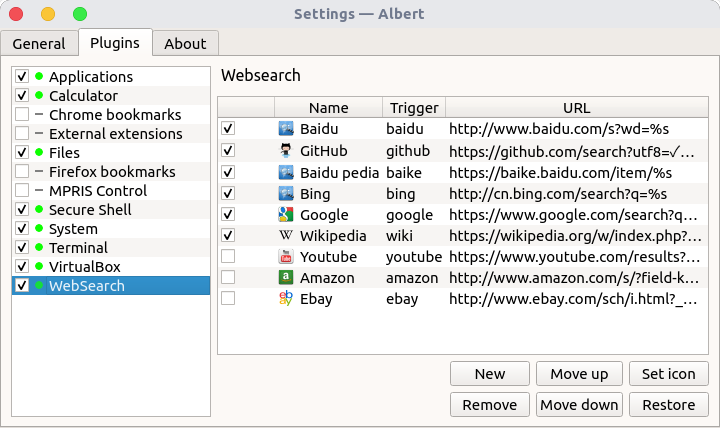 Settings — Albert
General Plugins About
Applications
Calculator
Chrome bookmarks
External extensions
Files
Firefox bookmarks
MPRIS Control
Secure Shell
System
Terminal
VirtualBox
WebSearch
Websearch
Name Trigger URL
Baidu baidu http://www.baidu.com/s?wd=%s
GitHub github https://github.com/search?utf8=✓...
Baidu pedia baike https://baike.baidu.com/item/%s
Bing bing http://cn.bing.com/search?q=%s
Google google https://www.google.com/search?q...
Wikipedia wiki https://wikipedia.org/w/index.php?...
Youtube youtube https://www.youtube.com/results?...
Amazon amazon http://www.amazon.com/s/?field-k...
Ebay ebay http://www.ebay.com/sch/i.html?_...
New Move up Set icon
Remove Move down Restore